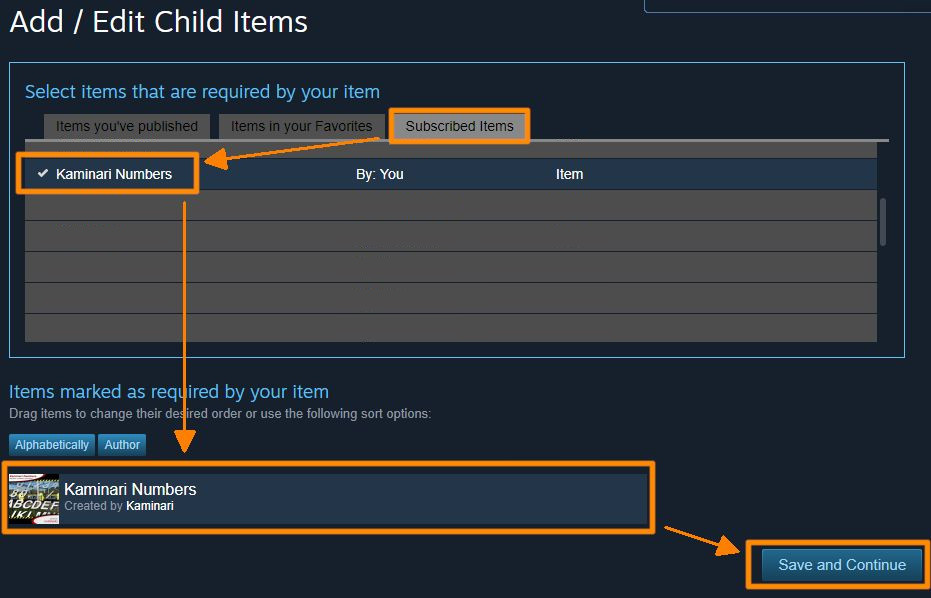 Add / Edit Child Items
Select items that are required by your item
Items you've published
Items in your Favorites
Subscribed Items
Kaminari Numbers
By: You
Item
Items marked as required by your item
Drag items to change their desired order or use the following sort options:
Alphabetically
Author
Kaminari Numbers
Created by Kaminari
Save and Continue